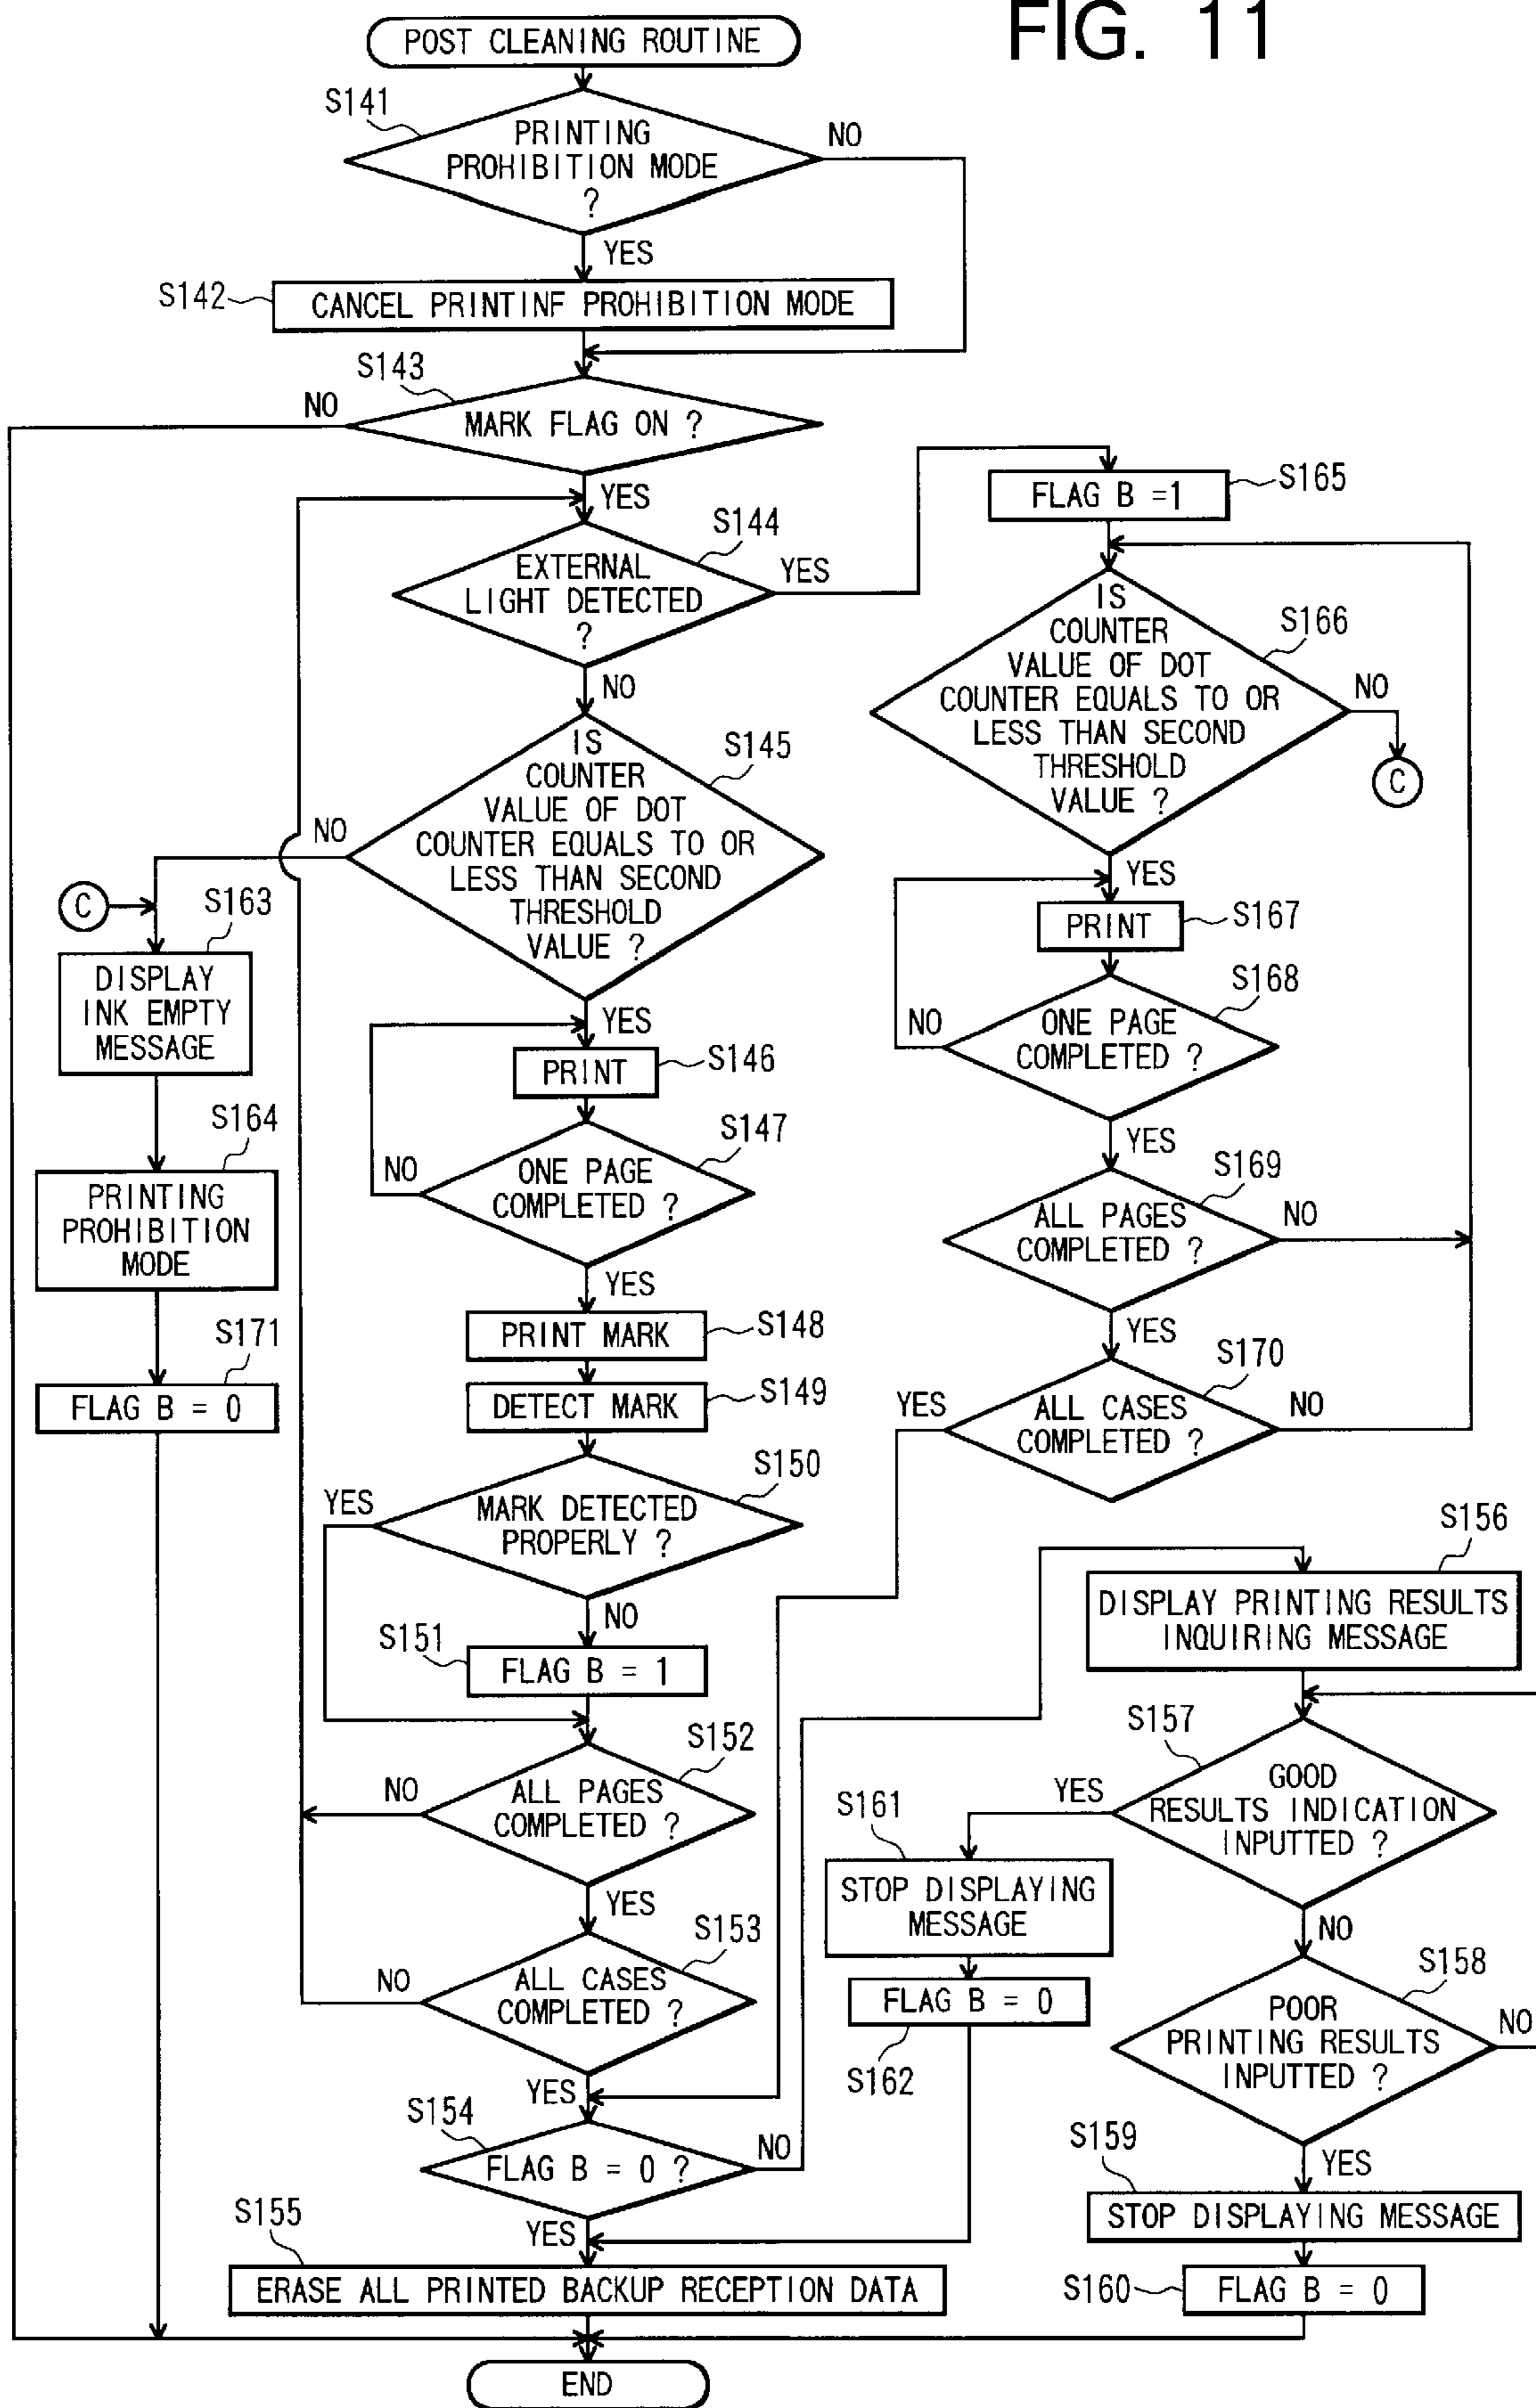 FIG. 11
POST CLEANING ROUTINE
S141
PRINTING
PROHIBITION MODE
?
NO
YES
S142
CANCEL PRINTINF PROHIBITION MODE
S143
NO
MARK FLAG ON ?
YES
S144
EXTERNAL
LIGHT DETECTED
?
YES
NO
S145
IS
COUNTER
VALUE OF DOT
COUNTER EQUALS TO OR
LESS THAN SECOND
THRESHOLD
VALUE ?
NO
YES
C
S163
DISPLAY
INK EMPTY
MESSAGE
S164
PRINTING
PROHIBITION
MODE
S171
FLAG B = 0
PRINT
S146
S147
NO
ONE PAGE
COMPLETED ?
YES
PRINT MARK
S148
DETECT MARK
S149
S150
YES
MARK DETECTED
PROPERLY ?
NO
S151
FLAG B = 1
S152
NO
ALL PAGES
COMPLETED ?
YES
S153
NO
ALL CASES
COMPLETED ?
YES
S154
FLAG B = 0 ?
NO
YES
S155
ERASE ALL PRINTED BACKUP RECEPTION DATA
END
FLAG B =1
S165
IS
COUNTER
VALUE OF DOT
COUNTER EQUALS TO OR
LESS THAN SECOND
THRESHOLD
VALUE ?
S166
NO
C
YES
PRINT
S167
S168
NO
ONE PAGE
COMPLETED ?
YES
S169
ALL PAGES
COMPLETED ?
NO
YES
S170
YES
ALL CASES
COMPLETED ?
NO
S156
DISPLAY PRINTING RESULTS
INQUIRING MESSAGE
S157
YES
GOOD
RESULTS INDICATION
INPUTTED ?
NO
S161
STOP DISPLAYING
MESSAGE
FLAG B = 0
S162
S158
POOR
PRINTING RESULTS
INPUTTED ?
NO
YES
S159
STOP DISPLAYING MESSAGE
S160
FLAG B = 0